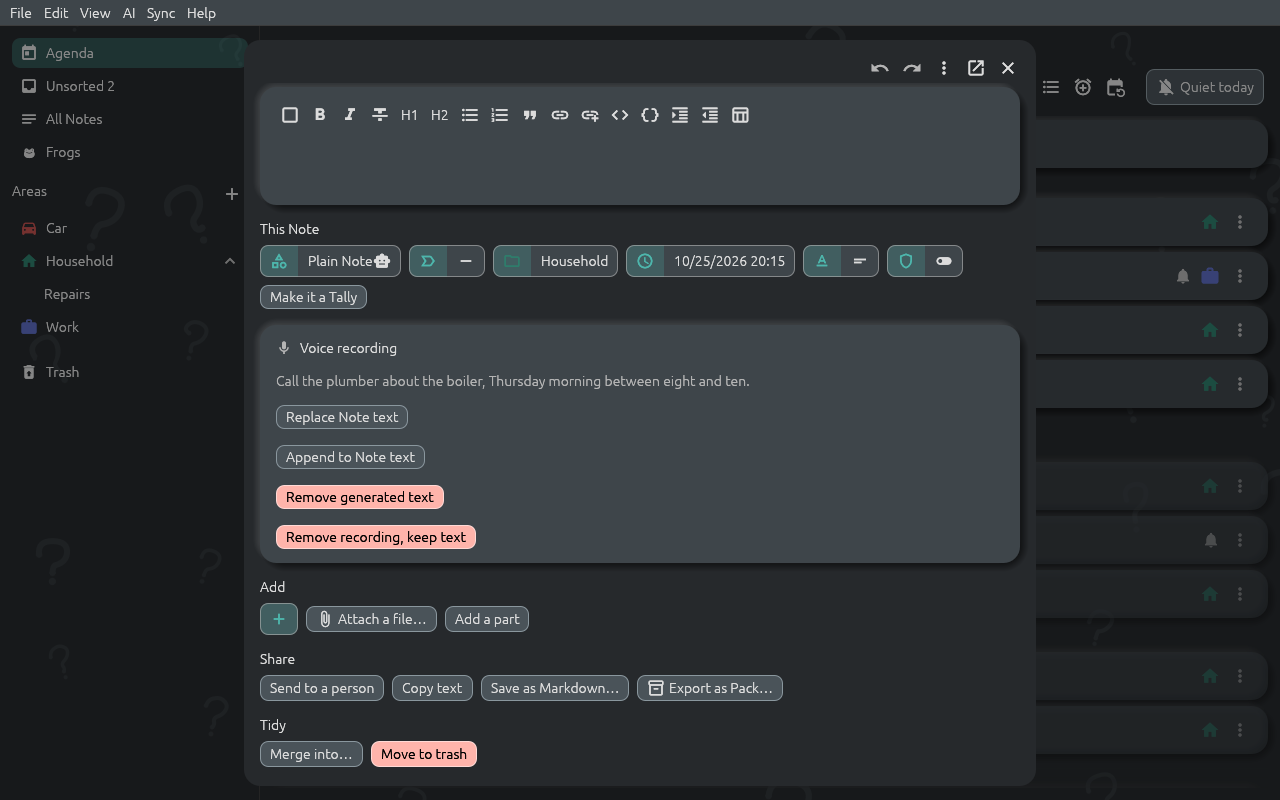 File Edit View AI Sync Help
Agenda
Unsorted 2
All Notes
Frogs
Areas
Car
Household
Repairs
Work
Trash
Quiet today
H1 H2
This Note
Plain Note
Household
10/25/2026 20:15
Make it a Tally
Voice recording
Call the plumber about the boiler, Thursday morning between eight and ten.
Replace Note text
Append to Note text
Remove generated text
Remove recording, keep text
Add
Attach a file…
Add a part
Share
Send to a person
Copy text
Save as Markdown…
Export as Pack…
Tidy
Merge into…
Move to trash